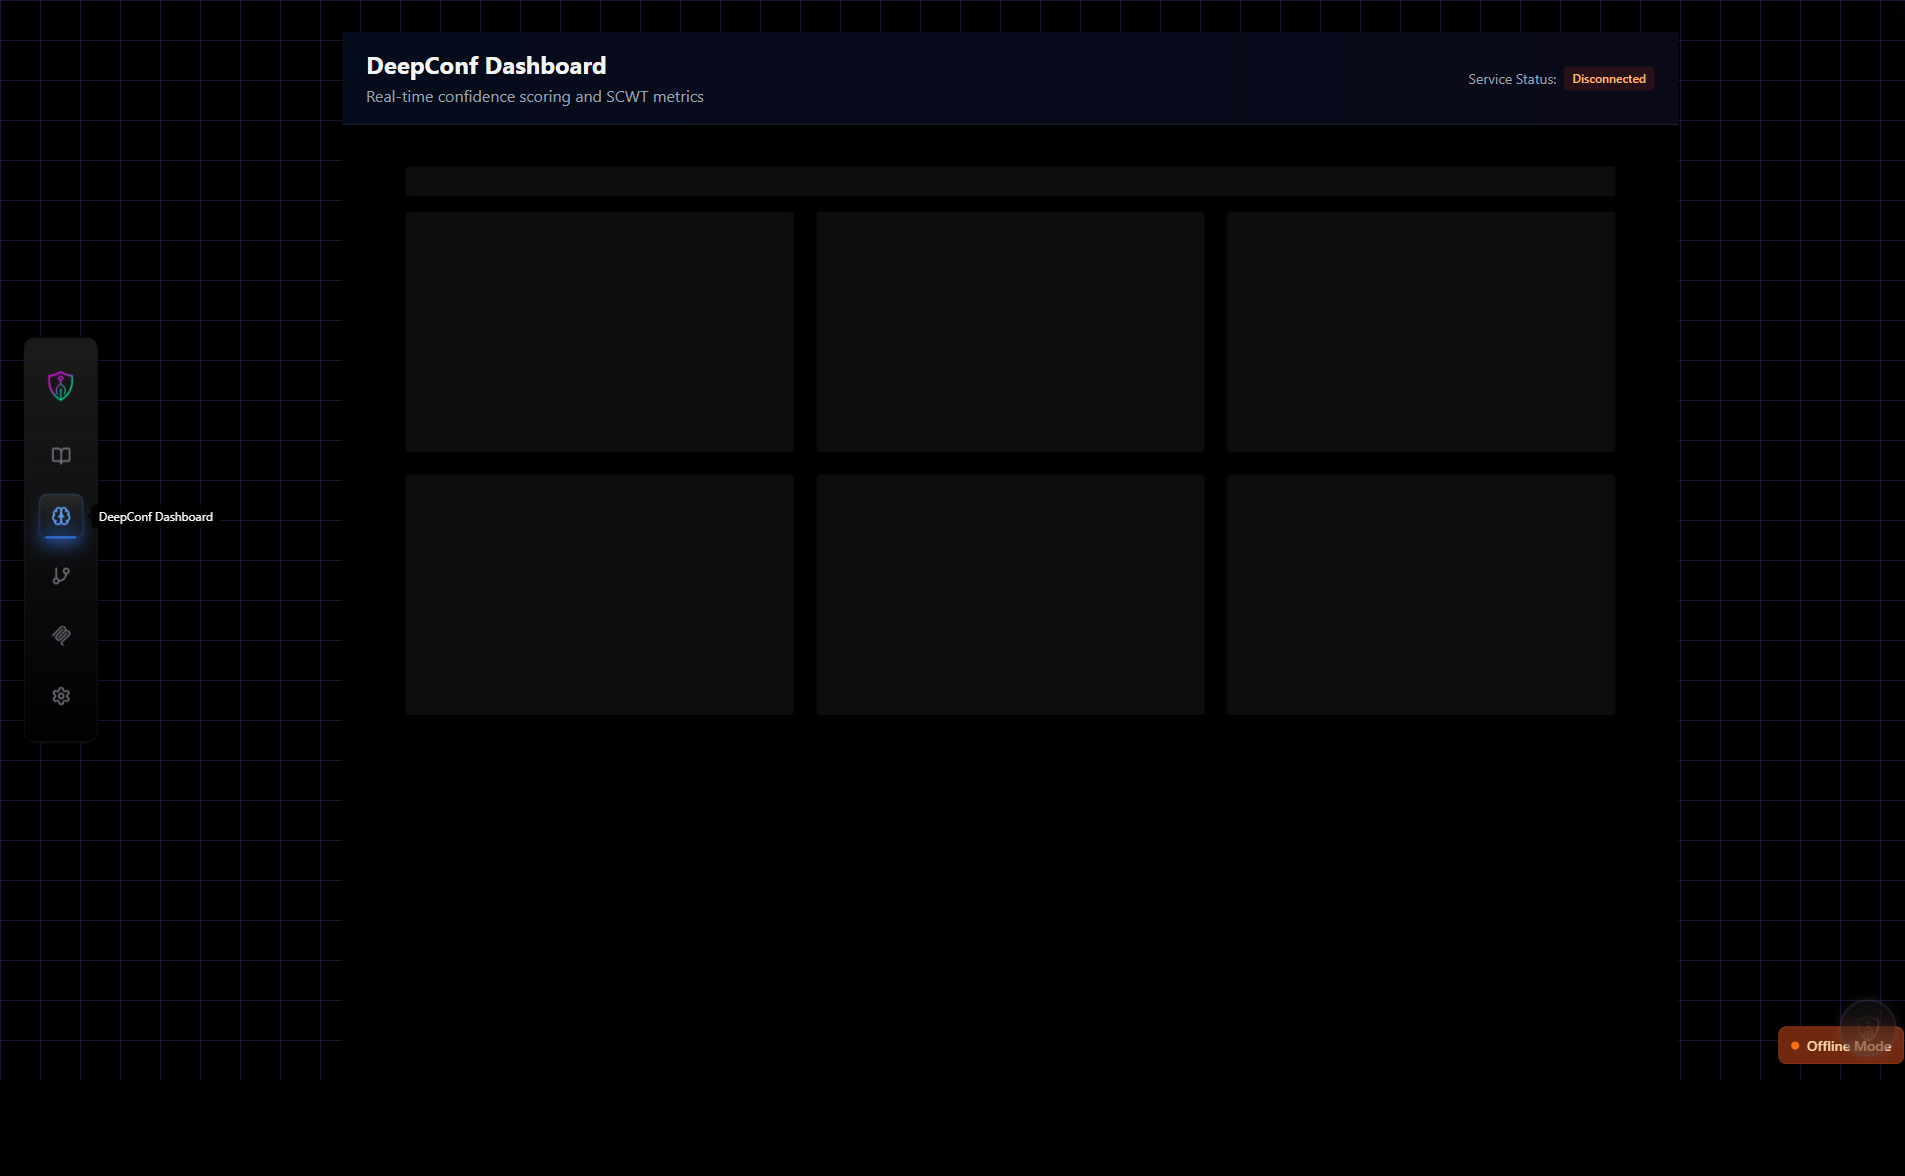 DeepConf Dashboard
Real-time confidence scoring and SCWT metrics
Service Status: Disconnected
DeepConf Dashboard
Offline Mode